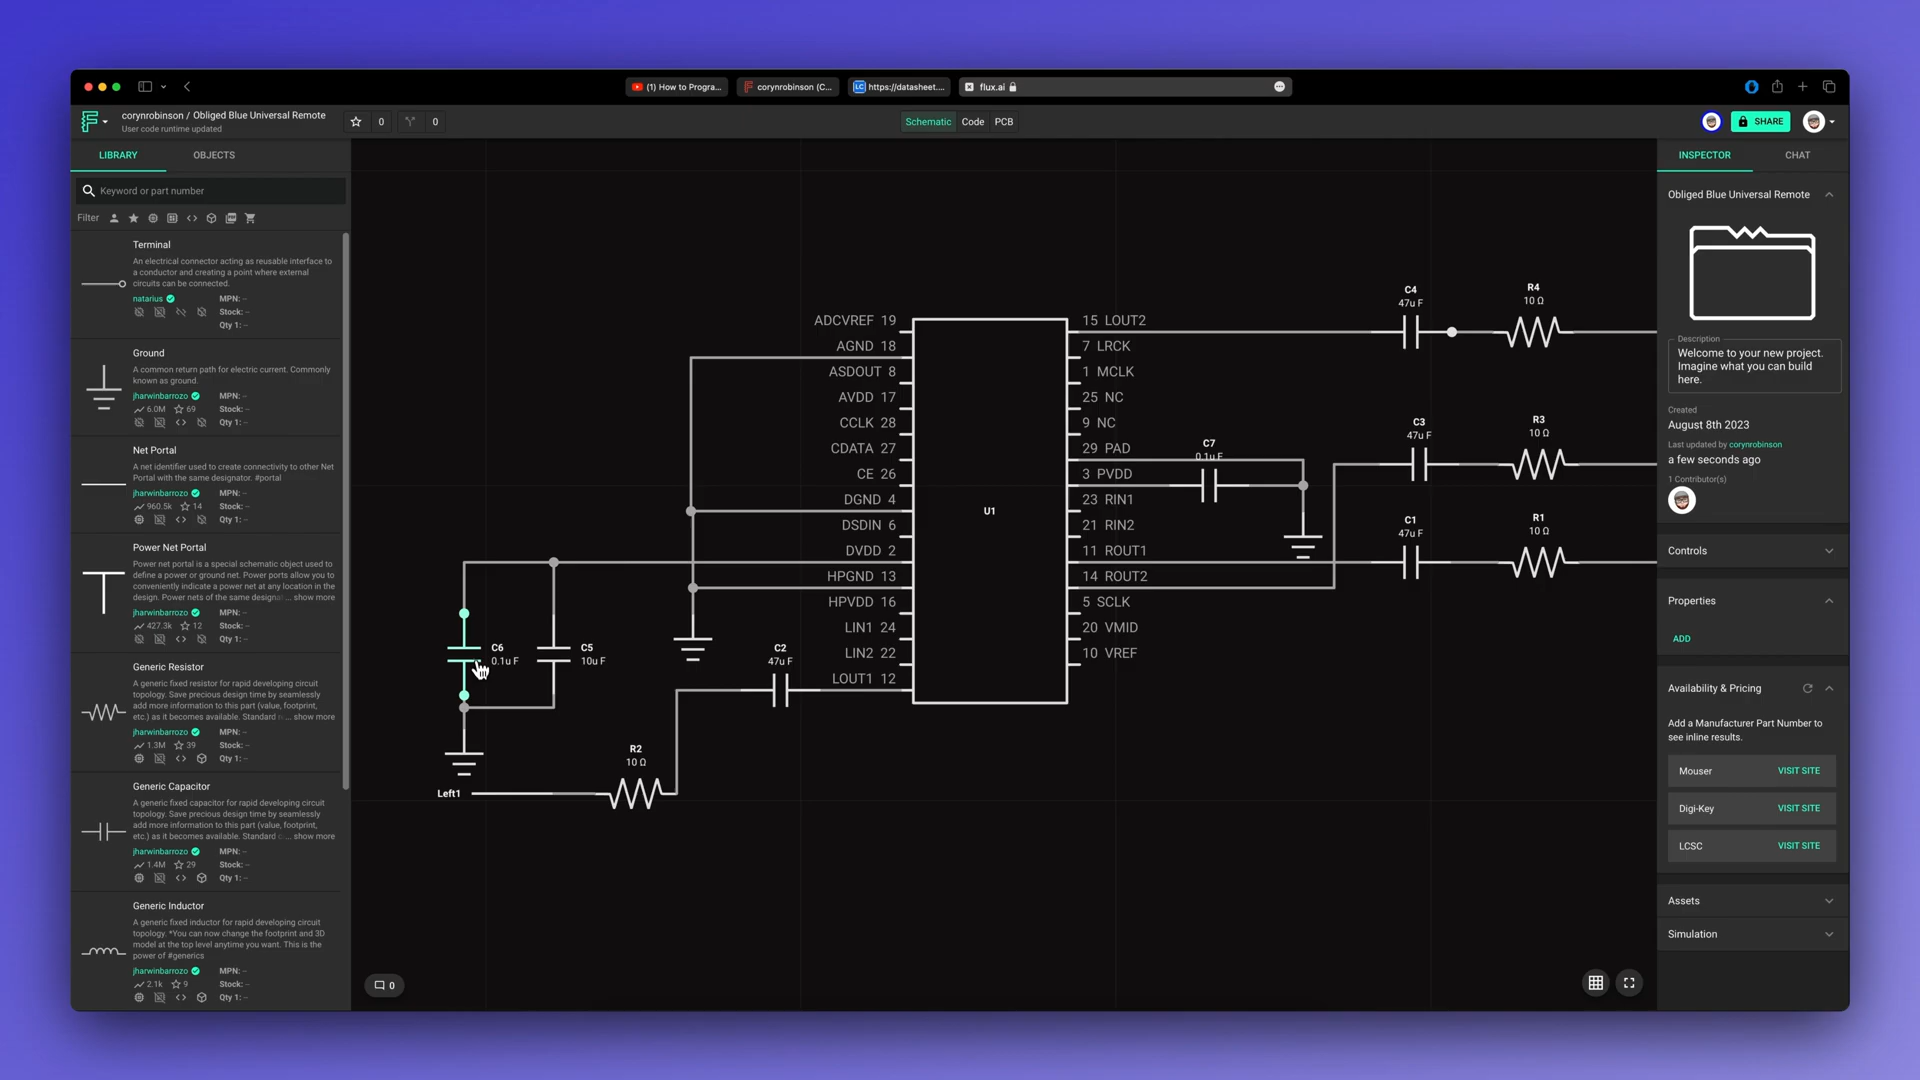 (1) How to Progra...
corynrobinson (C...
https://datasheet....
flux.ai
corynrobinson / Obliged Blue Universal Remote
User code runtime updated
0
0
Schematic
Code
PCB
SHARE
LIBRARY
OBJECTS
Keyword or part number
Filter
Terminal
An electrical connector acting as reusable interface to
a conductor and creating a point where external
circuits can be connected.
natarius
MPN: --
Stock: --
Qty 1: --
Ground
A common return path for electric current. Commonly
known as ground.
jharwinbarrozo
MPN: --
6.0M
69
Stock: --
Qty 1: --
Net Portal
A net identifier used to create connectivity to other Net
Portal with the same designator. #portal
jharwinbarrozo
MPN: --
960.5k
14
Stock: --
Qty 1: --
Power Net Portal
Power net portal is a special schematic object used to
define a power or ground net. Power ports allow you to
conveniently indicate a power net at any location in the
design. Power nets of the same designa... show more
jharwinbarrozo
MPN: --
427.3k
12
Stock: --
Qty 1: --
Generic Resistor
A generic fixed resistor for rapid developing circuit
topology. Save precious design time by seamlessly
add more information to this part (value, footprint,
etc.) as it becomes available. Standard ... show more
jharwinbarrozo
MPN: --
1.3M
39
Stock: --
Qty 1: --
Generic Capacitor
A generic fixed capacitor for rapid developing circuit
topology. Save precious design time by seamlessly
add more information to this part (value, footprint,
etc.) as it becomes available. Standard ... show more
jharwinbarrozo
MPN: --
1.4M
29
Stock: --
Qty 1: --
Generic Inductor
A generic fixed inductor for rapid developing circuit
topology. *You can now change the footprint and 3D
model at the top level anytime you want. This is the
power of #generics
jharwinbarrozo
MPN: --
2.1k
9
Stock: --
Qty 1: --
ADCVREF 19
AGND 18
ASDOUT 8
AVDD 17
CCLK 28
CDATA 27
CE 26
DGND 4
DSDIN 6
DVDD 2
HPGND 13
HPVDD 16
LIN1 24
LIN2 22
LOUT1 12
U1
15 LOUT2
7 LRCK
1 MCLK
25 NC
9 NC
29 PAD
3 PVDD
23 RIN1
21 RIN2
11 ROUT1
14 ROUT2
5 SCLK
20 VMID
10 VREF
C4
47u F
R4
10 Ω
C3
47u F
R3
10 Ω
C7
0.1u F
C1
47u F
R1
10 Ω
C6
0.1u F
C5
10u F
C2
47u F
R2
10 Ω
Left1
0
INSPECTOR
CHAT
Obliged Blue Universal Remote
Description
Welcome to your new project.
Imagine what you can build
here.
Created
August 8th 2023
Last updated by corynrobinson
a few seconds ago
1 Contributor(s)
Controls
Properties
ADD
Availability & Pricing
Add a Manufacturer Part Number to
see inline results.
Mouser
VISIT SITE
Digi-Key
VISIT SITE
LCSC
VISIT SITE
Assets
Simulation